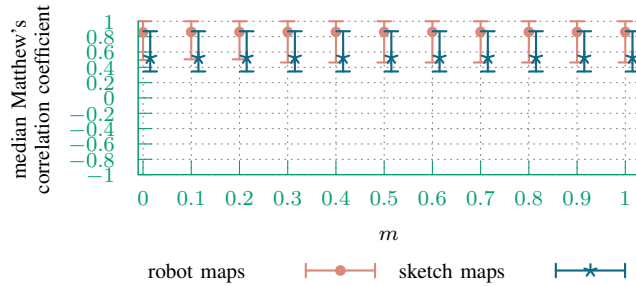 median Matthew's
correlation coefficient
1
0.8
0.6
0.4
0.2
0
−0.2
−0.4
−0.6
−0.8
−1
0 0.1 0.2 0.3 0.4 0.5 0.6 0.7 0.8 0.9 1
m
robot maps sketch maps